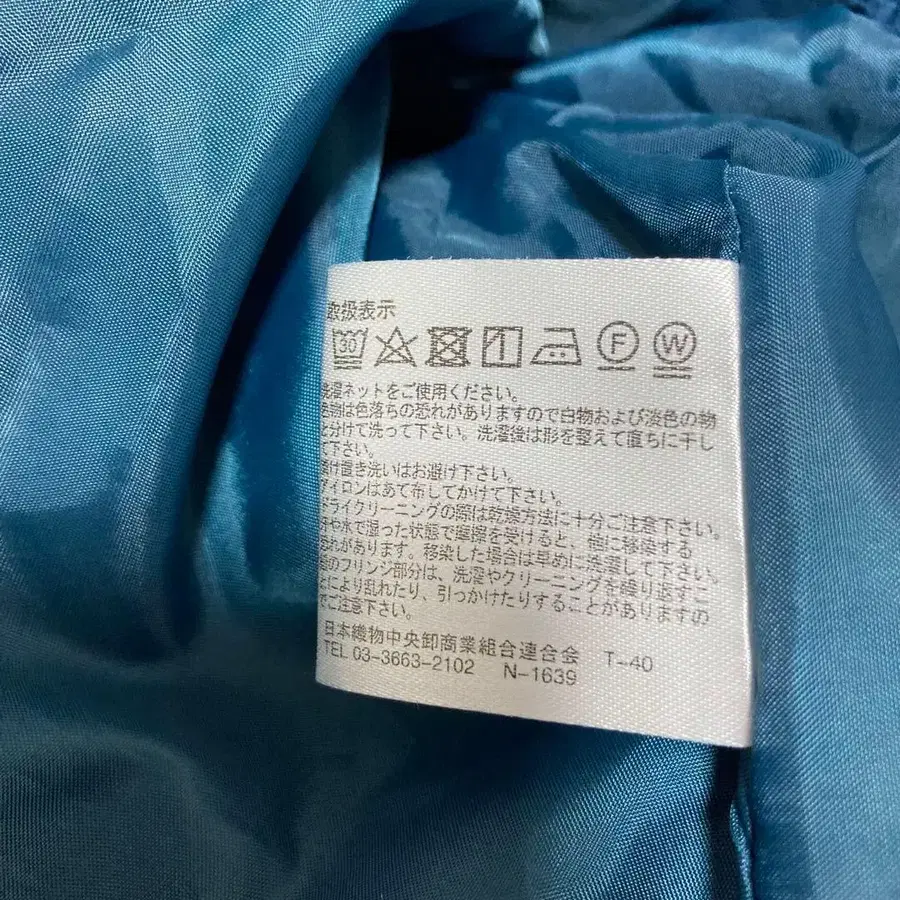 取扱表示
30 F W
洗濯ネットをご使用ください。
色物は色落ちの恐れがありますので白物および淡色の物
と分けて洗って下さい。洗濯後は形を整えて直ちに干し
て下さい。
漬け置き洗いはお避け下さい。
アイロンはあて布してかけて下さい。
ドライクリーニングの際は乾燥方法に十分ご注意下さい。
汗や水で湿った状態で摩擦を受けると、他に移染する
恐れがあります。移染した場合は早めに洗濯して下さい。
のフリンジ部分は、洗濯やクリーニングを繰り返すこ
とにより乱れたり、引っかけたりすることがありますの
でご注意下さい。
日本織物中央卸商業組合連合会 T-40
TEL 03-3663-2102 N-1639